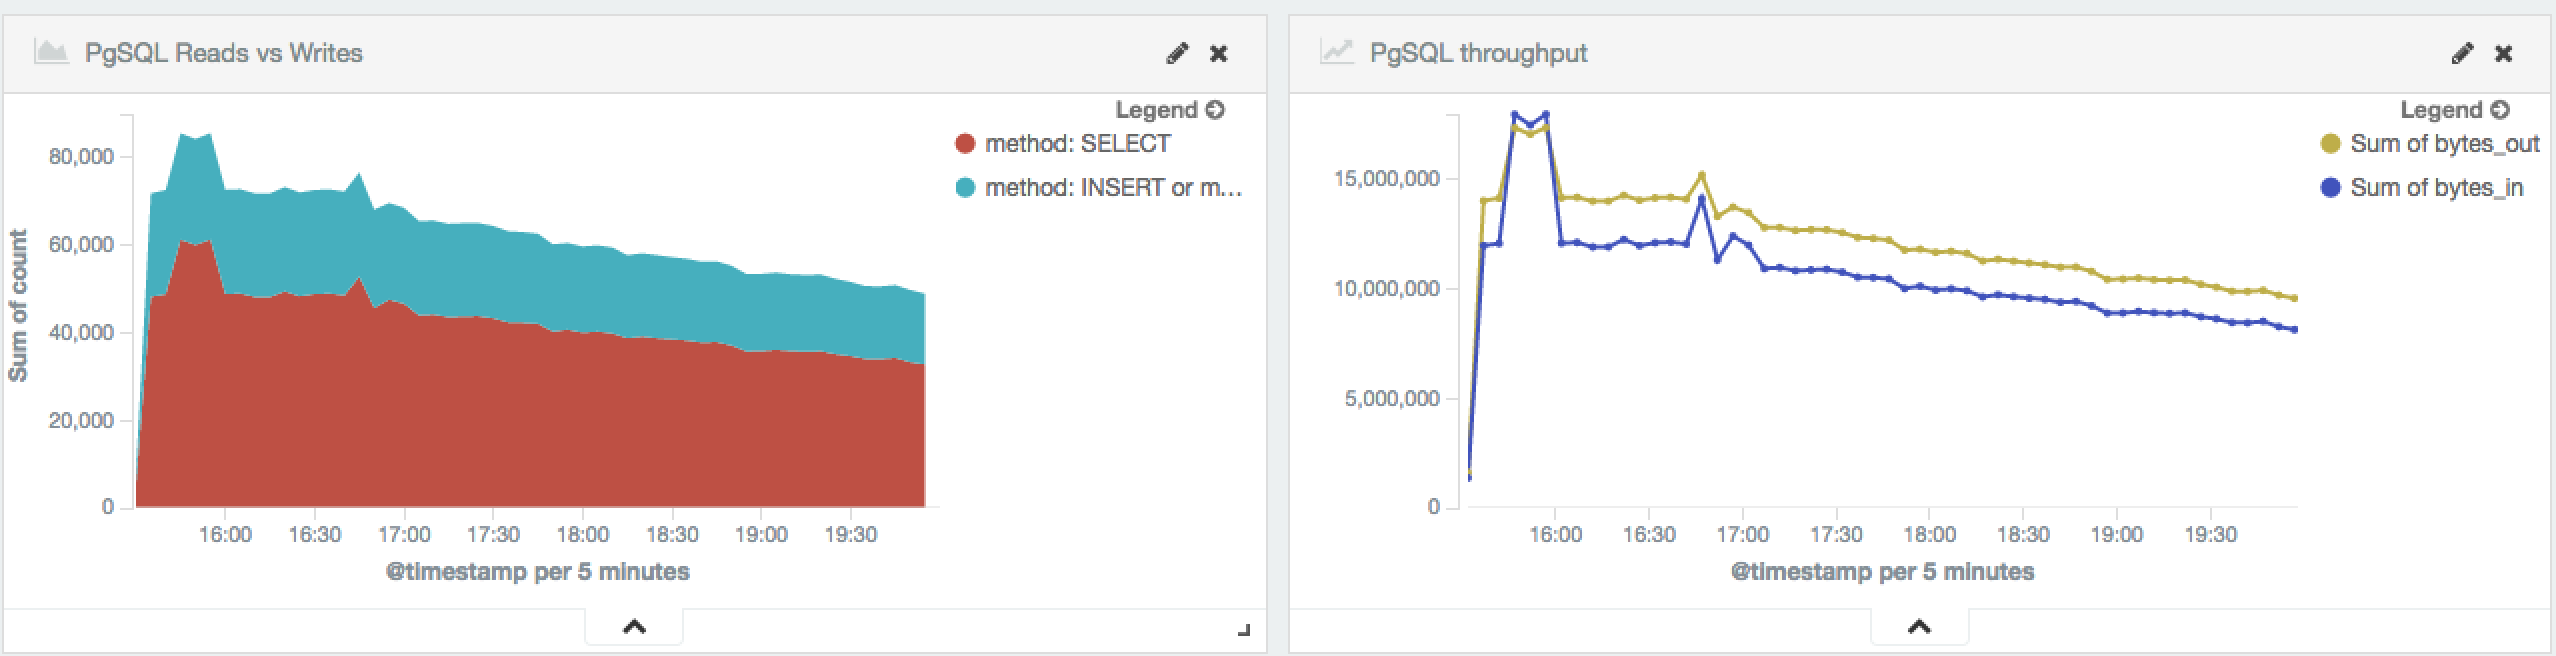 PgSQL Reads vs Writes
Legend
method: SELECT
method: INSERT or m...
80,000
60,000
40,000
20,000
0
Sum of count
16:00 16:30 17:00 17:30 18:00 18:30 19:00 19:30
@timestamp per 5 minutes
PgSQL throughput
Legend
Sum of bytes_out
Sum of bytes_in
15,000,000
10,000,000
5,000,000
0
16:00 16:30 17:00 17:30 18:00 18:30 19:00 19:30
@timestamp per 5 minutes